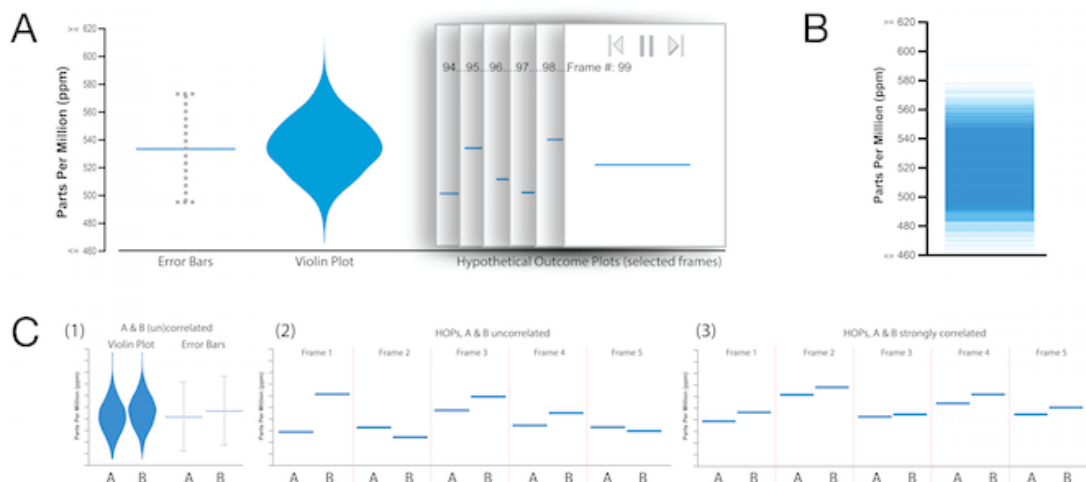 A
Parts Per Million (ppm)
>= 620
600
580
560
540
520
500
480
<= 460
Error Bars
Violin Plot
94...95...96....97...98... Frame #: 99
Hypothetical Outcome Plots (selected frames)
B
Parts Per Million (ppm)
>= 620
600
580
560
540
520
500
480
<= 460
C
(1)
A & B (un)correlated
Violin Plot Error Bars
Parts Per Million (ppm)
A B A B
(2)
HOPs, A & B uncorrelated
Frame 1 Frame 2 Frame 3 Frame 4 Frame 5
Parts Per Million (ppm)
A B A B A B A B A B
(3)
HOPs, A & B strongly correlated
Frame 1 Frame 2 Frame 3 Frame 4 Frame 5
Parts Per Million (ppm)
A B A B A B A B A B